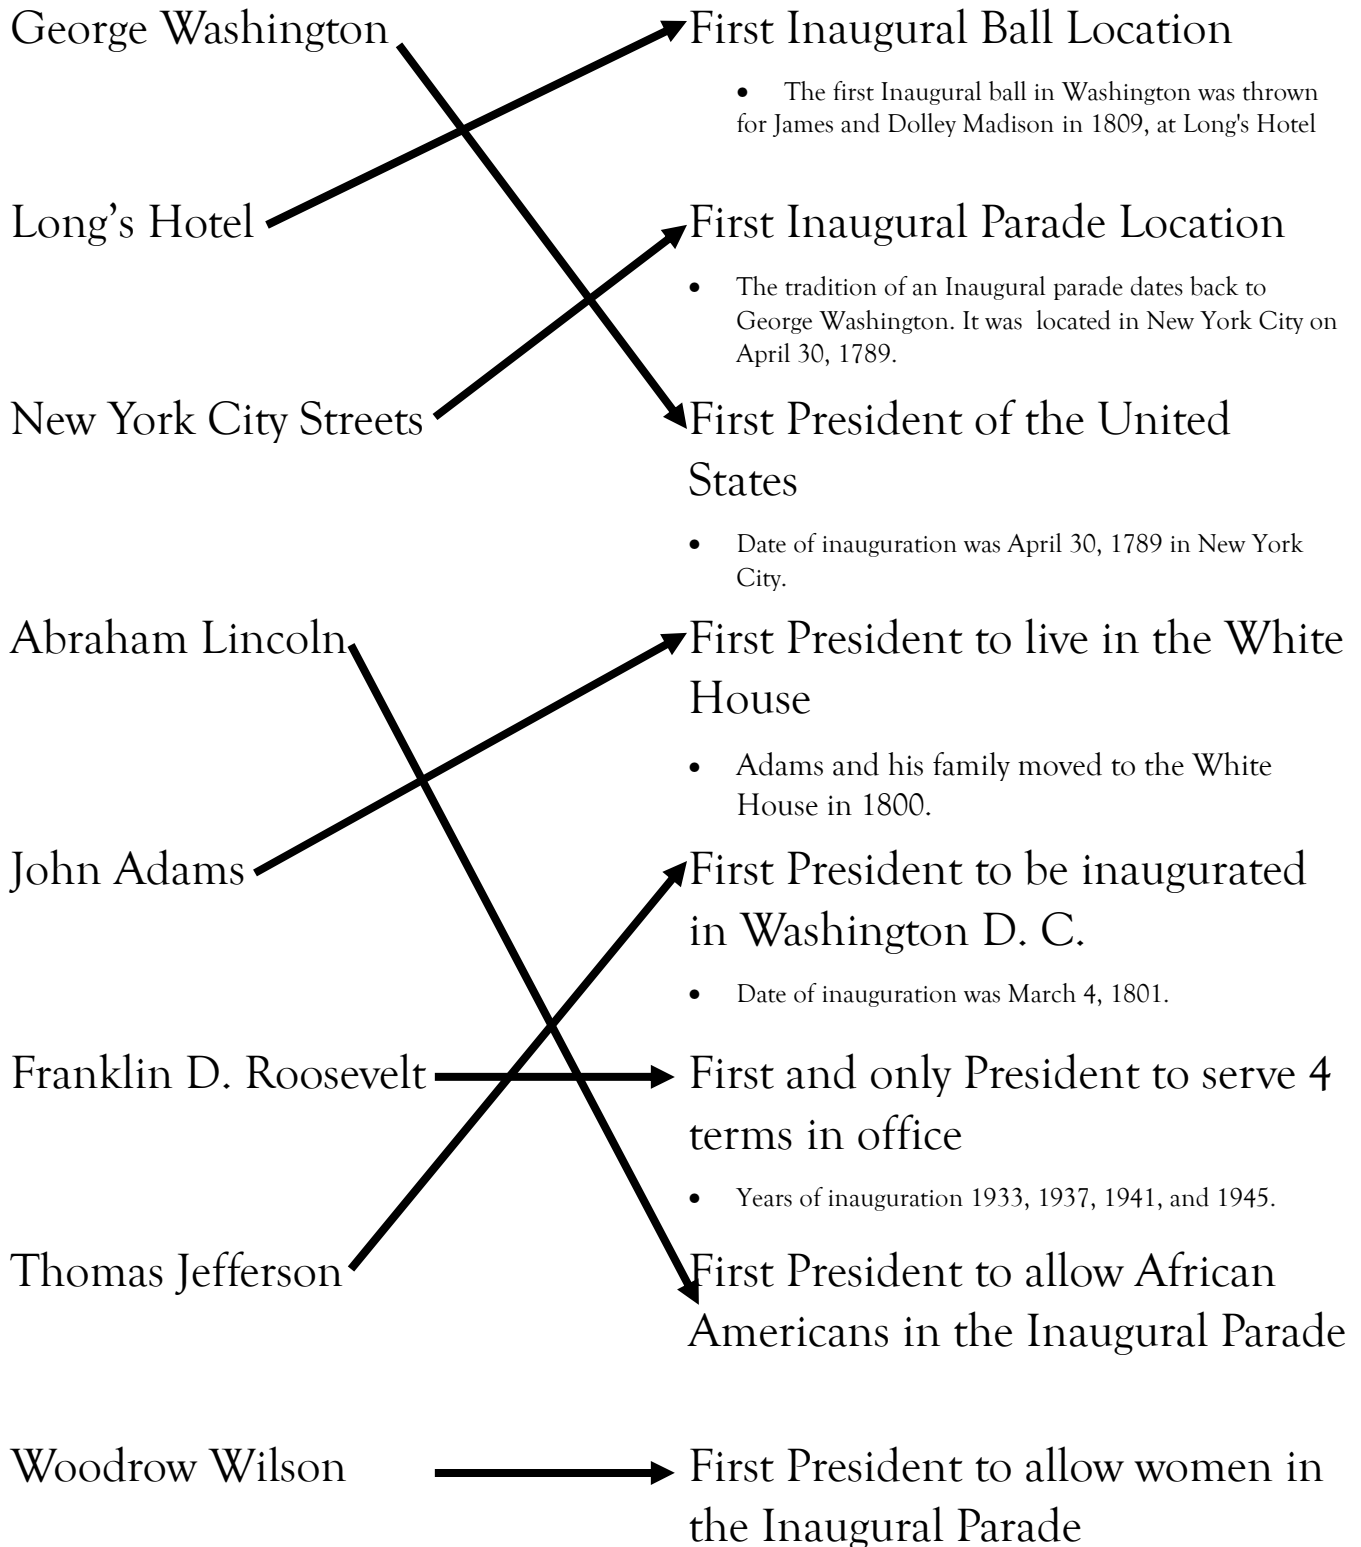 George Washington
First Inaugural Ball Location
• The first Inaugural ball in Washington was thrown
for James and Dolley Madison in 1809, at Long's Hotel
Long’s Hotel
First Inaugural Parade Location
• The tradition of an Inaugural parade dates back to
George Washington. It was  located in New York City on
April 30, 1789.
New York City Streets
First President of the United
States
• Date of inauguration was April 30, 1789 in New York
City.
Abraham Lincoln
First President to live in the White
House
• Adams and his family moved to the White
House in 1800.
John Adams
First President to be inaugurated
in Washington D. C.
• Date of inauguration was March 4, 1801.
Franklin D. Roosevelt
First and only President to serve 4
terms in office
• Years of inauguration 1933, 1937, 1941, and 1945.
Thomas Jefferson
First President to allow African
Americans in the Inaugural Parade
Woodrow Wilson
First President to allow women in
the Inaugural Parade